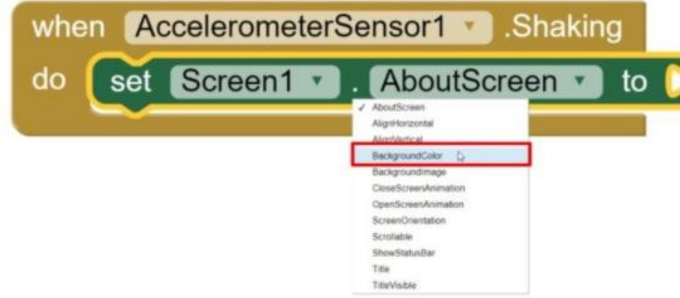 when AccelerometerSensor1 .Shaking
do set Screen1 . AboutScreen to
✓ AboutScreen
AlignHorizontal
AlignVertical
BackgroundColor
BackgroundImage
CloseScreenAnimation
OpenScreenAnimation
ScreenOrientation
Scrollable
ShowStatusBar
Title
TitleVisible